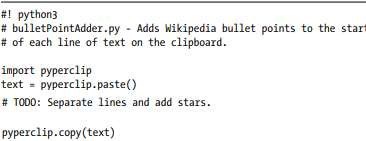 #! python3
# bulletPointAdder.py - Adds Wikipedia bullet points to the start
# of each line of text on the clipboard.
import pyperclip
text = pyperclip.paste()
# TODO: Separate lines and add stars.
pyperclip.copy(text)